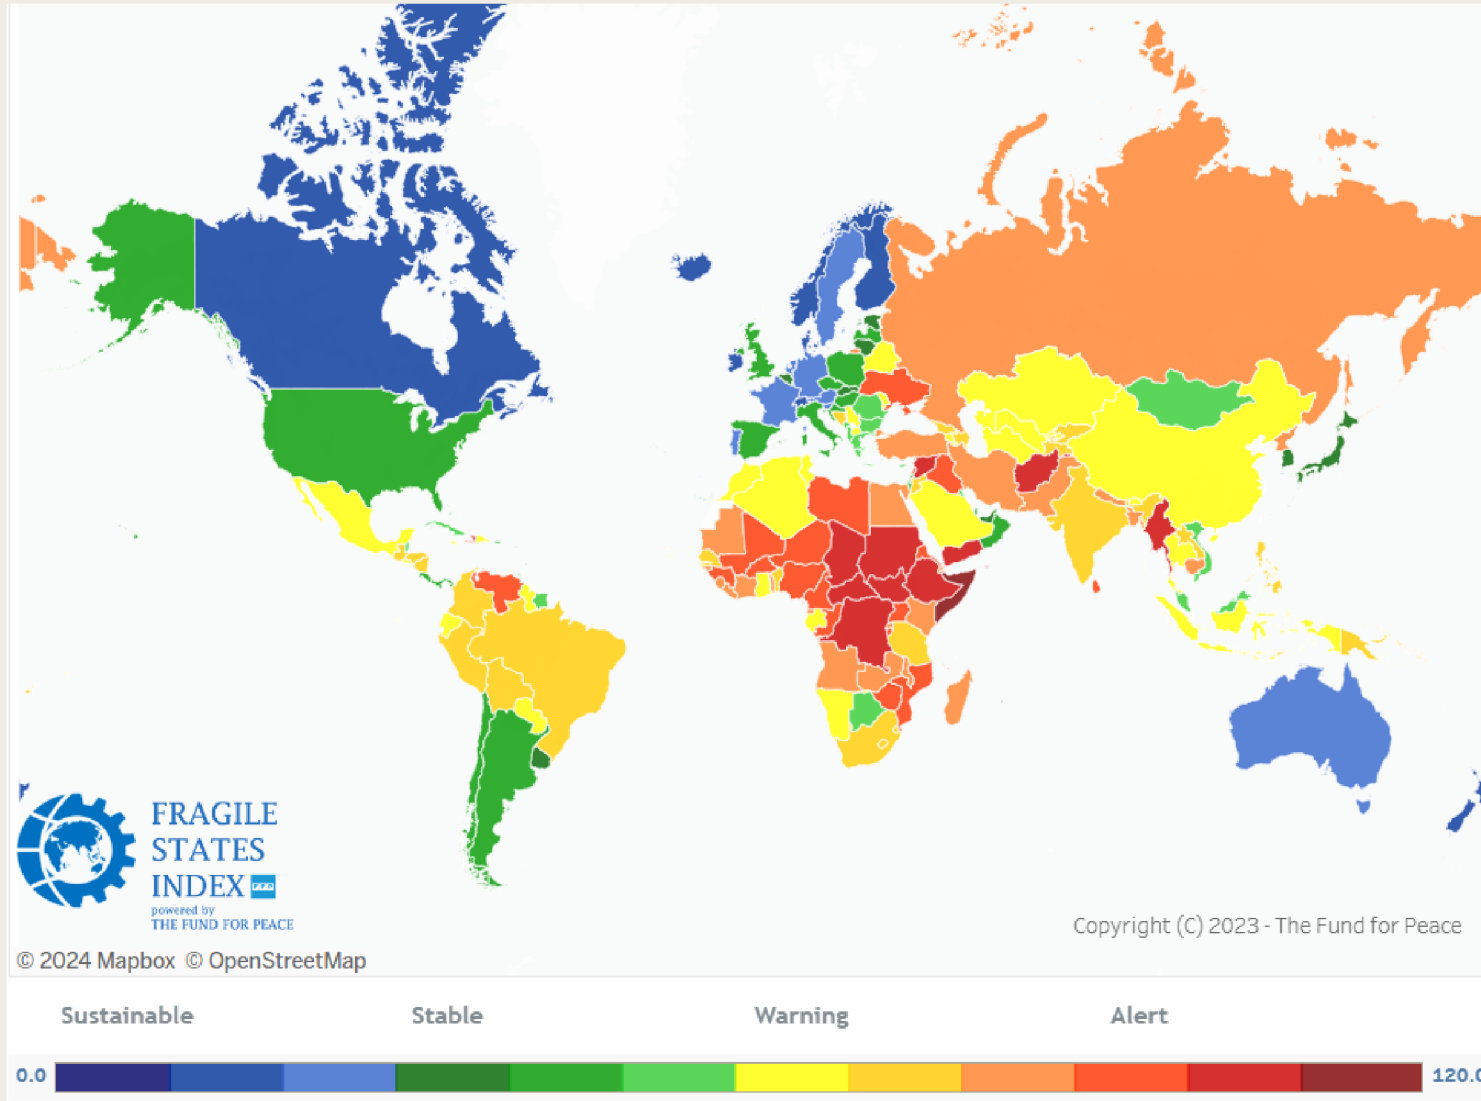 FRAGILE
STATES
INDEX
powered by
THE FUND FOR PEACE
Copyright (C) 2023 - The Fund for Peace
© 2024 Mapbox © OpenStreetMap
Sustainable Stable Warning Alert
0.0 120.0